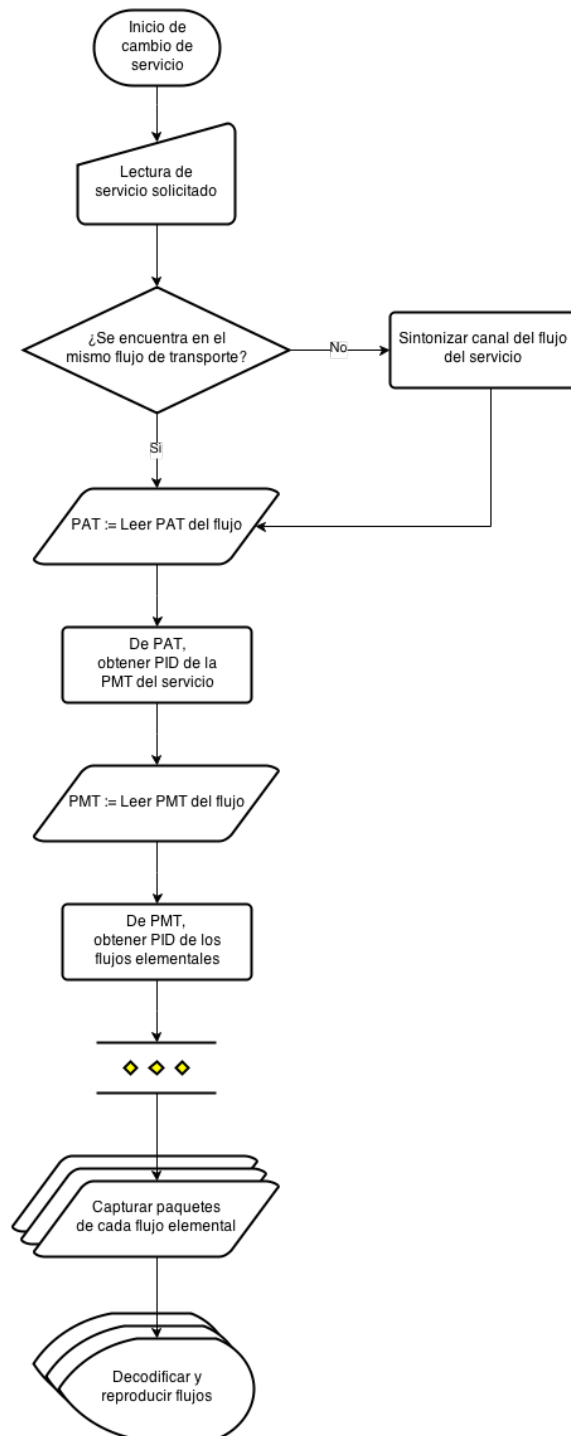 Inicio de
cambio de
servicio
Lectura de
servicio solicitado
¿Se encuentra en el
mismo flujo de transporte?
No
Sintonizar canal del flujo
del servicio
Si
PAT := Leer PAT del flujo
De PAT,
obtener PID de la
PMT del servicio
PMT := Leer PMT del flujo
De PMT,
obtener PID de los
flujos elementales
Capturar paquetes
de cada flujo elemental
Decodificar y
reproducir flujos